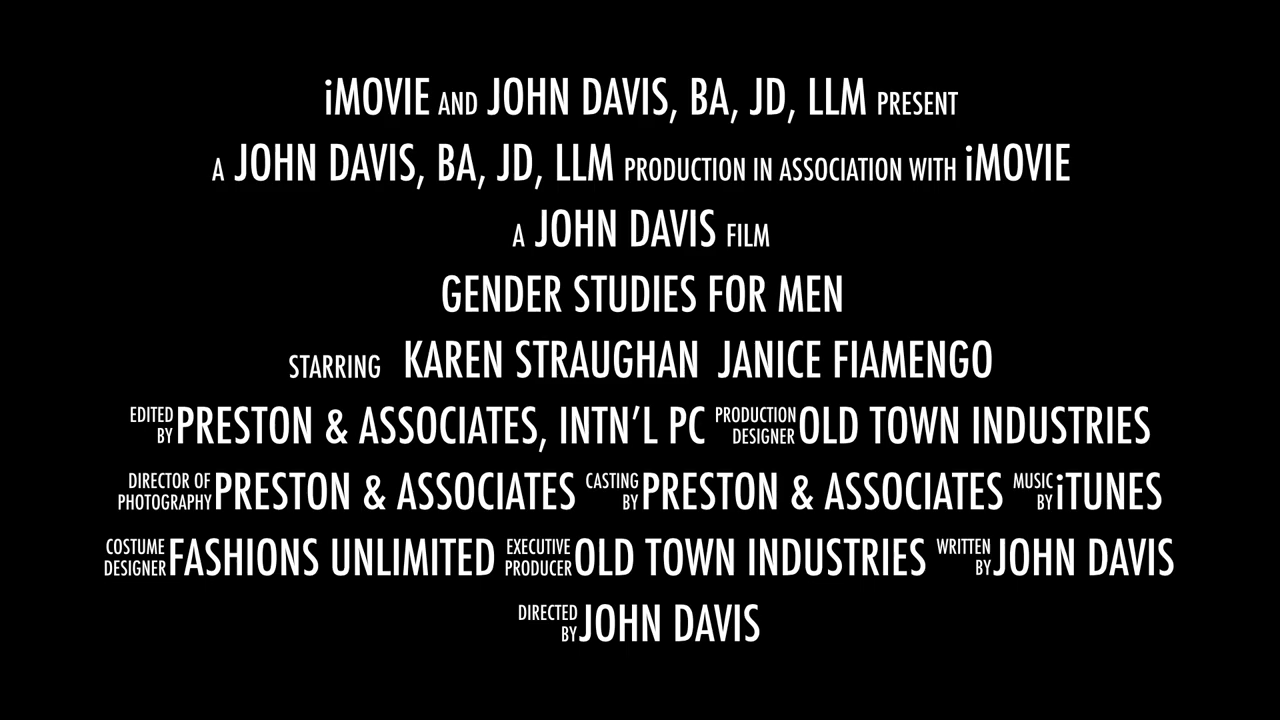 iMOVIE AND JOHN DAVIS, BA, JD, LLM PRESENT
A JOHN DAVIS, BA, JD, LLM PRODUCTION IN ASSOCIATION WITH iMOVIE
A JOHN DAVIS FILM
GENDER STUDIES FOR MEN
STARRING KAREN STRAUGHAN JANICE FIAMENGO
EDITED BY PRESTON & ASSOCIATES, INTN'L PC PRODUCTION DESIGNER OLD TOWN INDUSTRIES
DIRECTOR OF PHOTOGRAPHY PRESTON & ASSOCIATES CASTING BY PRESTON & ASSOCIATES MUSIC BY iTUNES
COSTUME DESIGNER FASHIONS UNLIMITED EXECUTIVE PRODUCER OLD TOWN INDUSTRIES WRITTEN BY JOHN DAVIS
DIRECTED BY JOHN DAVIS